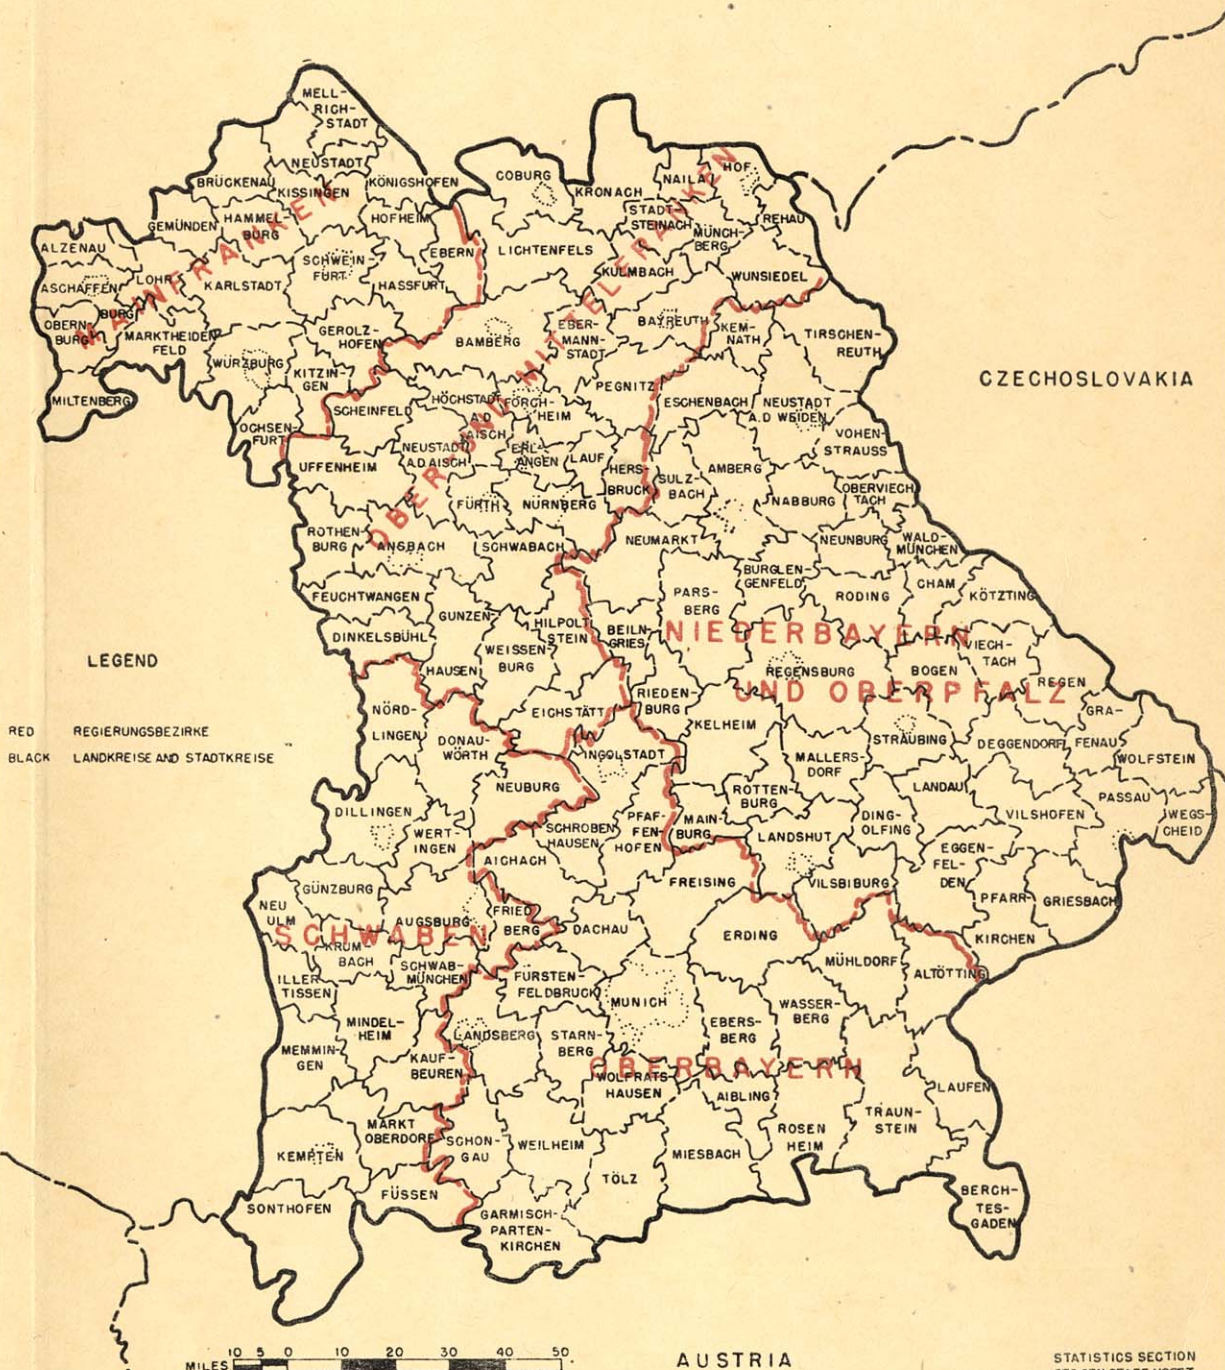 MELL-
RICH-
STADT
NEUSTADT
BRÜCKENAU
KISSINGEN
KÖNIGSHOFEN
COBURG
KRONACH
NAILA
HOF
GEMÜNDEN
HAMMEL-
BURG
HOFHEIM
STADT-
STEINACH
MÜNCH-
BERG
REHAU
ALZENAU
SCHWEIN-
FURT
EBERN
LICHTENFELS
KULMBACH
WUNSIEDEL
ASCHAFFEN-
BURG
LOHR
KARLSTADT
HASSFURT
MAINFRANKEN
OBERN-
BURG
MARKTHEIDEN-
FELD
GEROLZ-
HOFEN
BAMBERG
EBER-
MANN-
STADT
BAYREUTH
KEM-
NATH
TIRSCHEN-
REUTH
WÜRZBURG
KITZIN-
GEN
PEGNITZ
CZECHOSLOVAKIA
MILTENBERG
SCHEINFELD
HÖCHSTADT
A.D
AISCH
FORCH-
HEIM
ESCHENBACH
NEUSTADT
A.D WEIDEN
OCHSEN-
FURT
OBER UND MITTELFRANKEN
NEUSTADT
A.D AISCH
ERL-
ANGEN
LAUF
VOHEN-
STRAUSS
UFFENHEIM
HERS-
BRUCK
SULZ-
BACH
AMBERG
NABBURG
OBERVIECH
TACH
FÜRTH
NÜRNBERG
ROTHEN-
BURG
ANSBACH
SCHWABACH
NEUMARKT
NEUNBURG
WALD-
MÜNCHEN
BURGLEN-
GENFELD
FEUCHTWANGEN
PARS-
BERG
RODING
CHAM
KÖTZTING
GUNZEN-
HAUSEN
HILPOLT
STEIN
BEILN-
GRIES
DINKELSBÜHL
WEISSEN
BURG
NIEDERBAYERN
UND OBERPFALZ
VIECH-
TACH
REGENSBURG
BOGEN
REGEN
LEGEND
RIEDEN-
BURG
NÖRD-
LINGEN
EICHSTÄTT
KELHEIM
GRA-
FENAU
RED REGIERUNGSBEZIRKE
BLACK LANDKREISE AND STADTKREISE
DONAU-
WÖRTH
INGOLSTADT
MALLERS-
DORF
STRAUBING
DEGGENDORF
WOLFSTEIN
NEUBURG
ROTTEN-
BURG
LANDAU
PASSAU
DILLINGEN
WERT-
INGEN
SCHROBEN
HAUSEN
PFAF-
FEN-
HOFEN
MAIN-
BURG
LANDSHUT
DING-
OLFING
VILSHOFEN
WEGS-
CHEID
AICHACH
EGGEN-
FEL-
DEN
GÜNZBURG
FREISING
VILSBIBURG
PFARR-
KIRCHEN
GRIESBACH
NEU
ULM
AUGSBURG
FRIED
BERG
DACHAU
ERDING
SCHWABEN
KRUM-
BACH
MÜHLDORF
ALTÖTTING
ILLER-
TISSEN
SCHWAB-
MÜNCHEN
FÜRSTEN-
FELDBRUCK
MUNICH
WASSER-
BERG
MINDEL-
HEIM
LANDSBERG
STARN-
BERG
EBERS-
BERG
MEMMIN-
GEN
KAUF-
BEUREN
OBERBAYERN
WOLFRATS-
HAUSEN
AIBLING
LAUFEN
MARKT
OBERDORF
SCHON-
GAU
WEILHEIM
MIESBACH
ROSEN
HEIM
TRAUN-
STEIN
KEMPTEN
TÖLZ
FÜSSEN
BERCH-
TES-
GADEN
SONTHOFEN
GARMISCH-
PARTEN-
KIRCHEN
10 5 0 10 20 30 40 50
MILES
AUSTRIA
STATISTICS SECTION